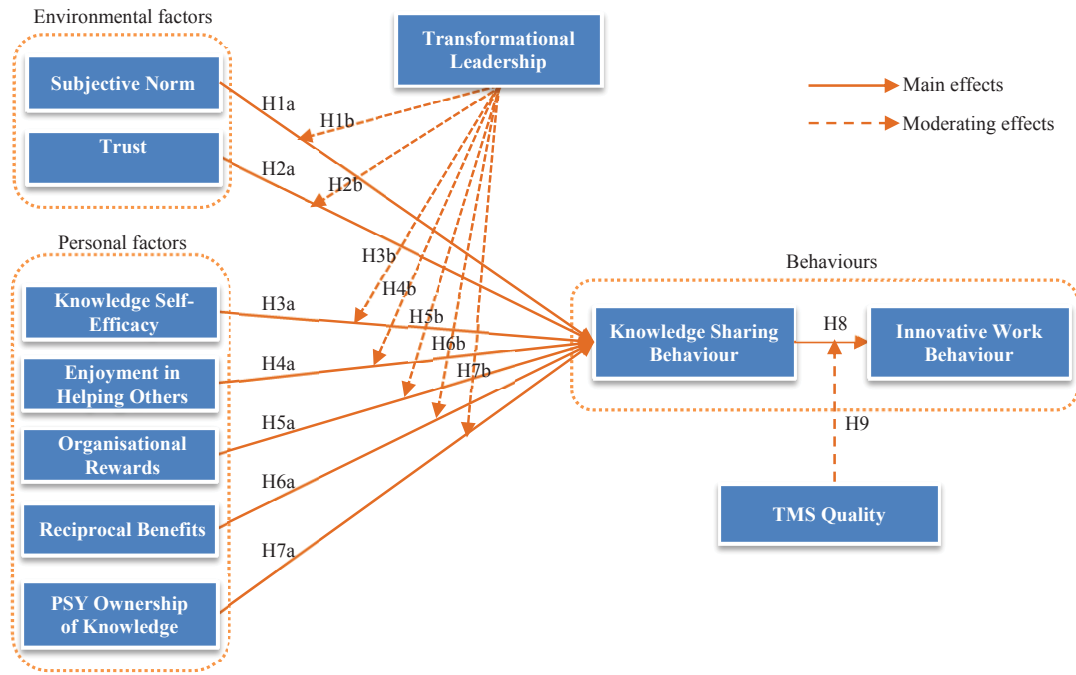 Environmental factors
Subjective Norm
Trust
Transformational
Leadership
Main effects
Moderating effects
H1a
H1b
H2a
H2b
Personal factors
Knowledge Self-
Efficacy
Enjoyment in
Helping Others
Organisational
Rewards
Reciprocal Benefits
PSY Ownership
of Knowledge
H3a
H3b
H4a
H4b
H5a
H5b
H6a
H6b
H7a
H7b
Behaviours
Knowledge Sharing
Behaviour
H8
Innovative Work
Behaviour
H9
TMS Quality